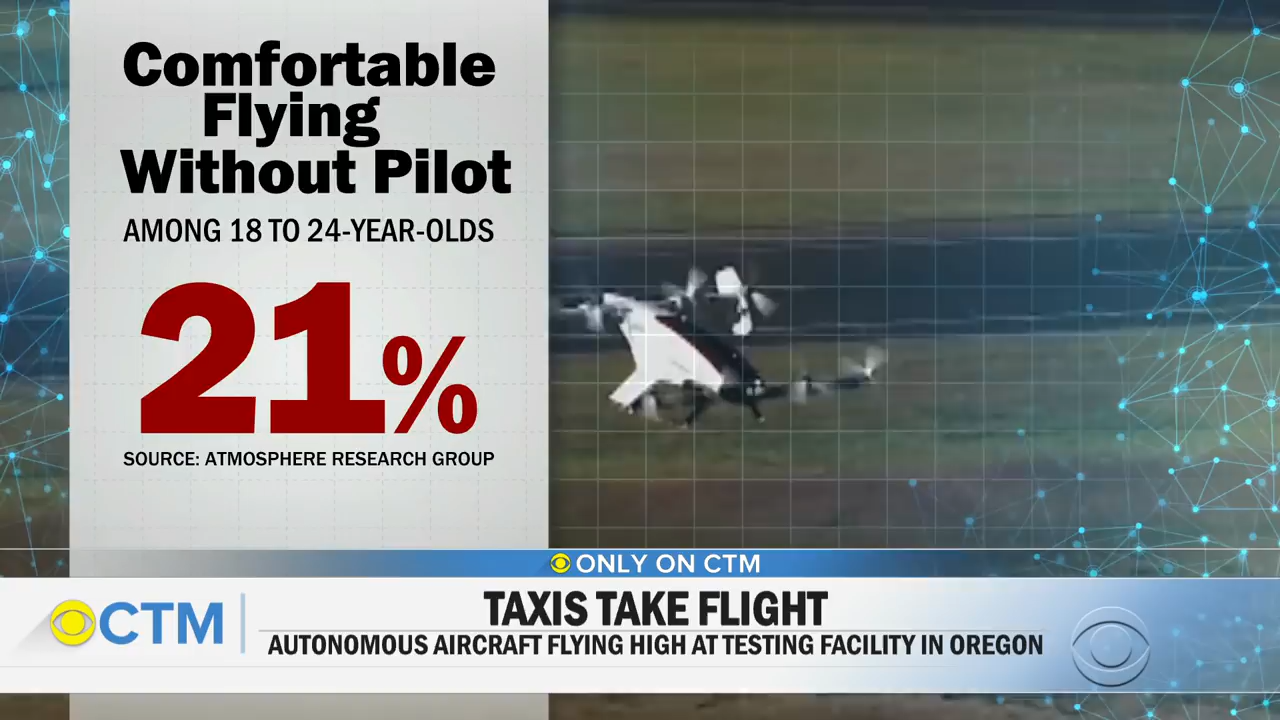 Comfortable
Flying
Without Pilot
AMONG 18 TO 24-YEAR-OLDS
21%
SOURCE: ATMOSPHERE RESEARCH GROUP
ONLY ON CTM
CTM
TAXIS TAKE FLIGHT
AUTONOMOUS AIRCRAFT FLYING HIGH AT TESTING FACILITY IN OREGON